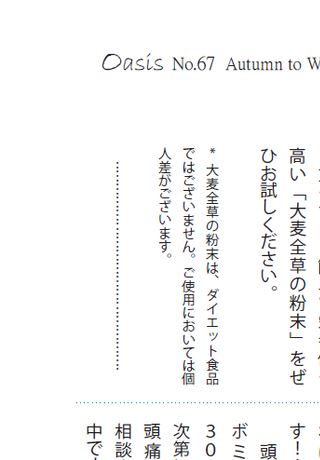 Oasis No.67 Autumn to W
高い「大麦全草の粉末」をぜ
ひお試しください。
* 大麦全草の粉末は、ダイエット食品
ではございません。ご使用においては個
人差がございます。
す!
頭
ボミ
３０
次第
頭痛
相談
中で